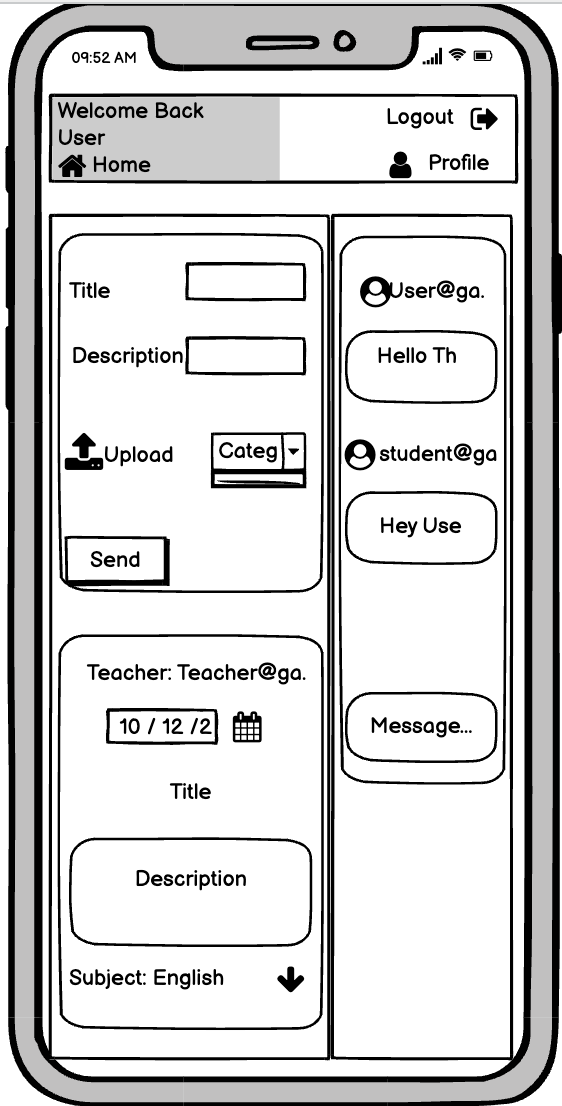 09:52 AM
Welcome Back
User
Home
Logout
Profile
Title
Description
Upload
Categ
Send
Teacher: Teacher@ga.
10 / 12 /2
Title
Description
Subject: English
User@ga.
Hello Th
student@ga
Hey Use
Message...